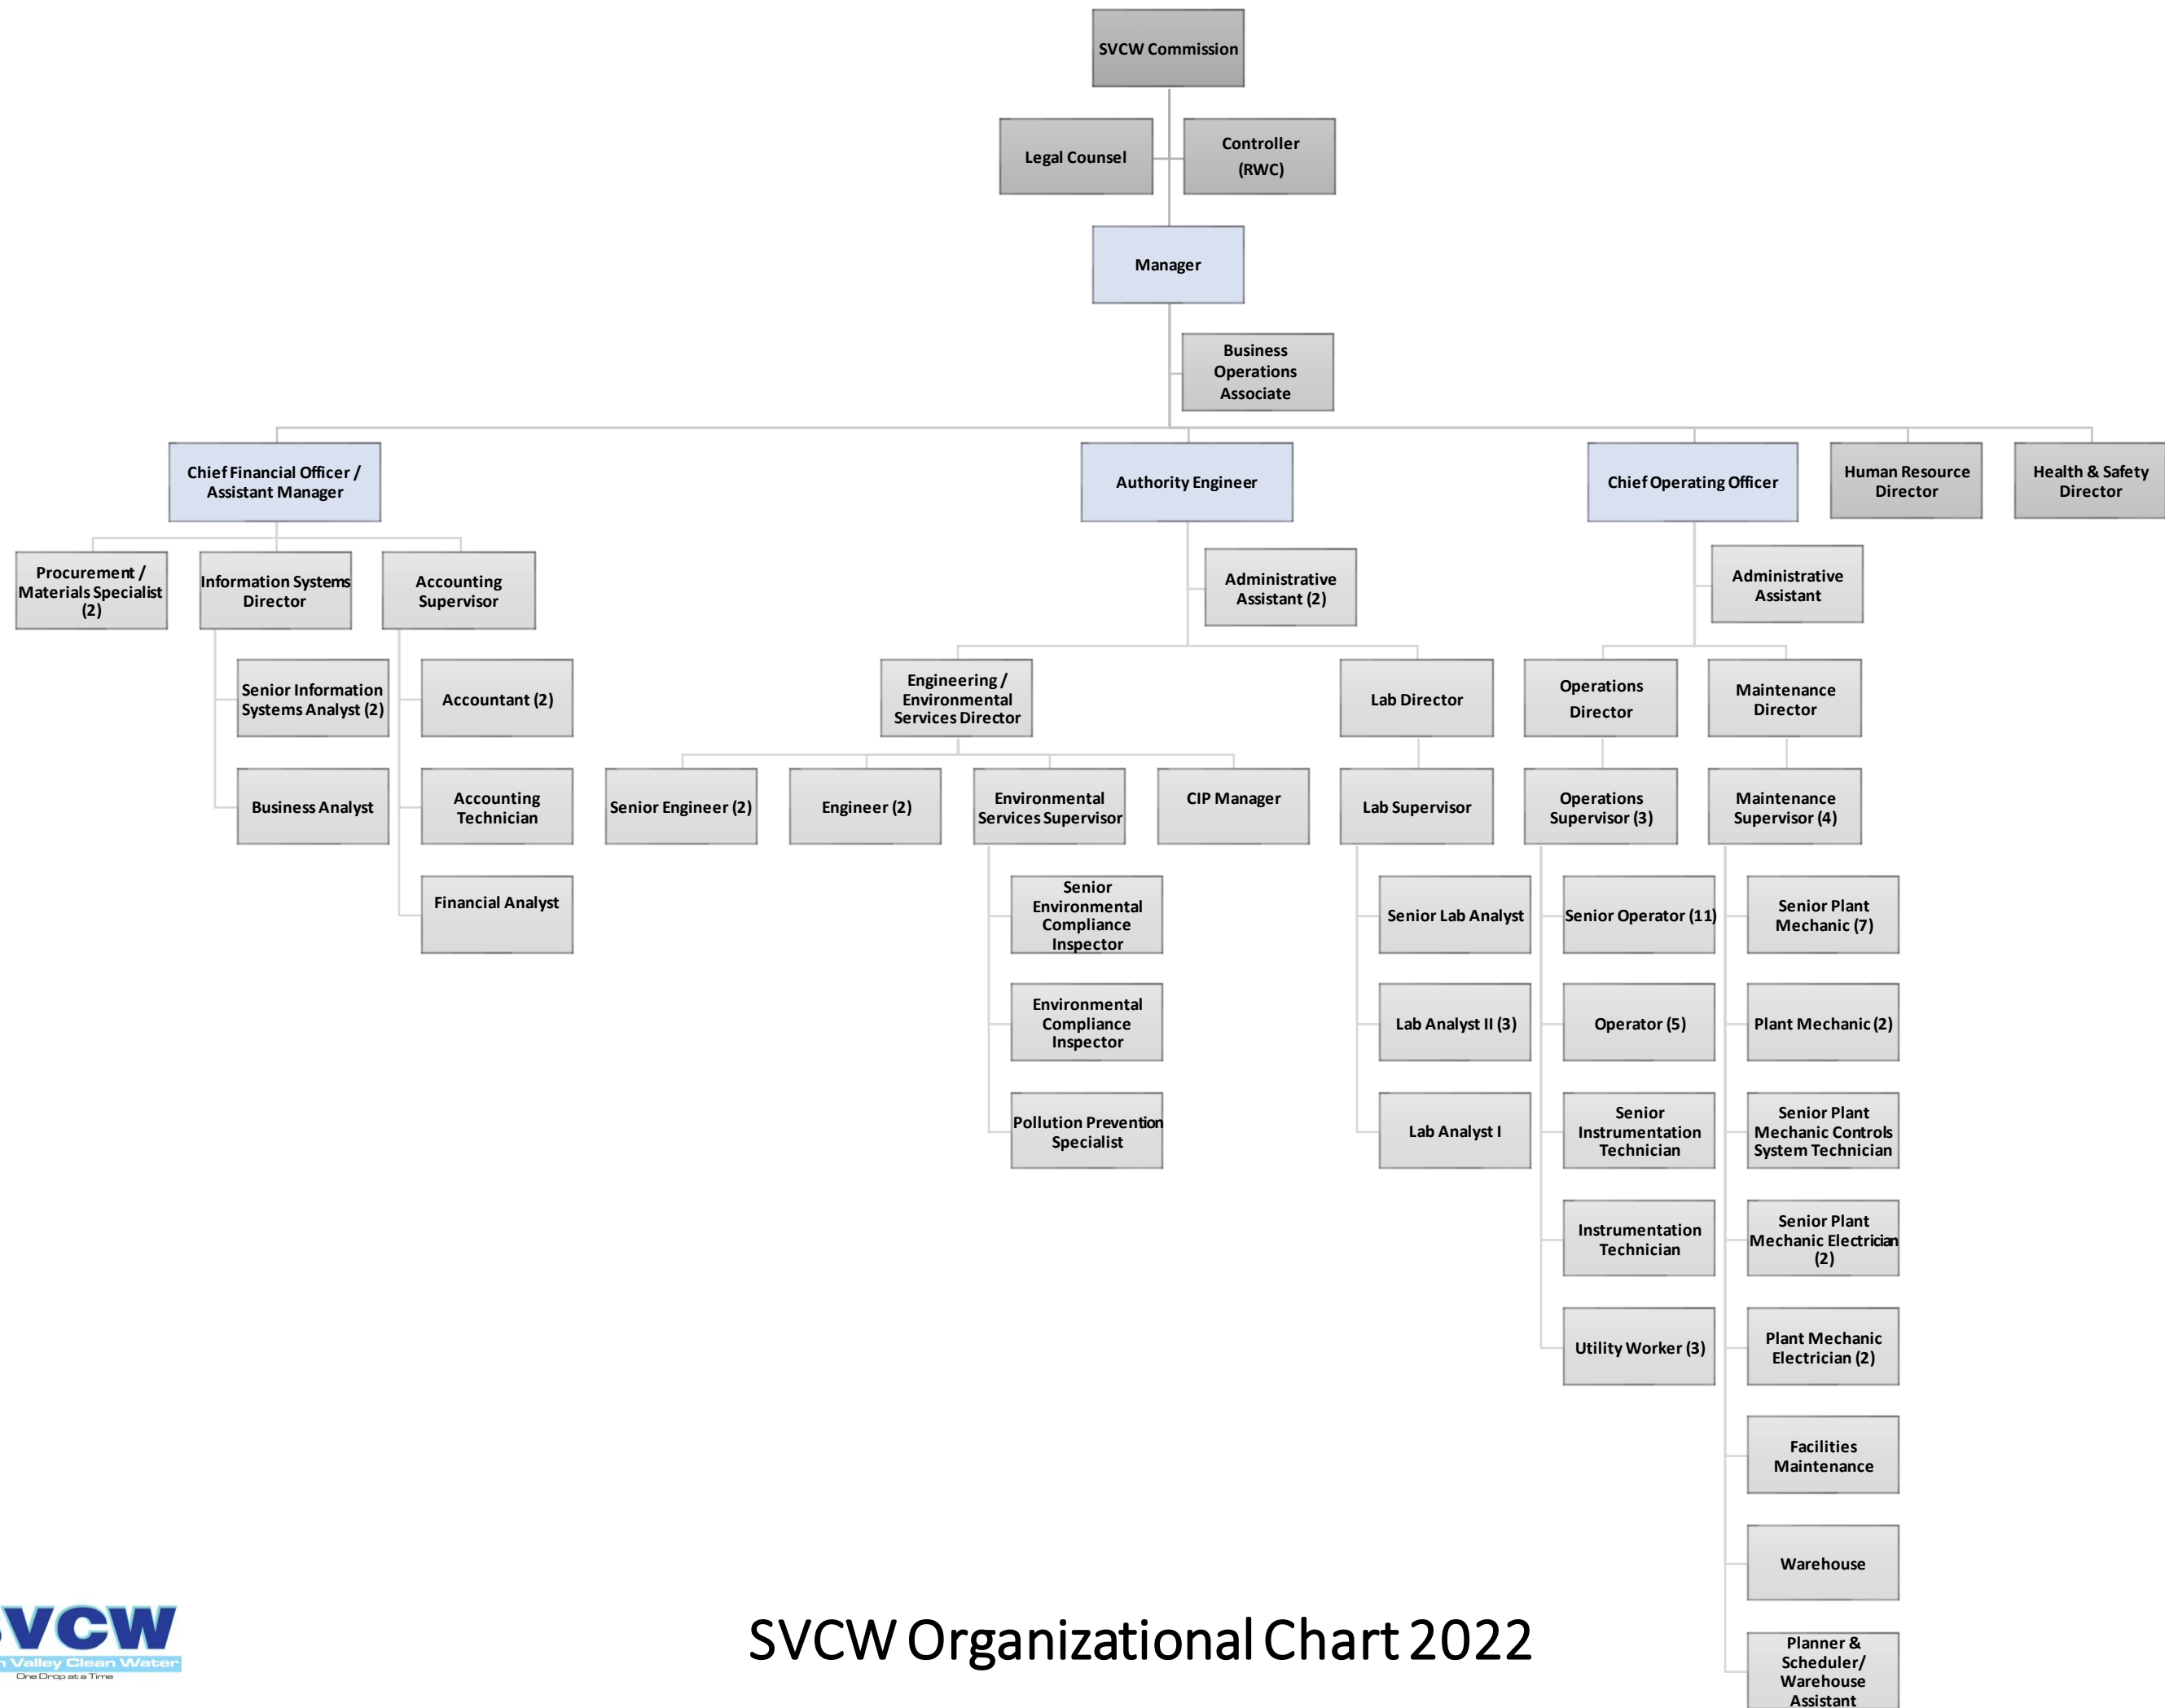 SVCW Commission
Legal Counsel
Controller
(RWC)
Manager
Business
Operations
Associate
Chief Financial Officer /
Assistant Manager
Authority Engineer
Chief Operating Officer
Human Resource
Director
Health & Safety
Director
Procurement /
Materials Specialist
(2)
Information Systems
Director
Accounting
Supervisor
Administrative
Assistant (2)
Administrative
Assistant
Senior Information
Systems Analyst (2)
Accountant (2)
Engineering /
Environmental
Services Director
Lab Director
Operations
Director
Maintenance
Director
Business Analyst
Accounting
Technician
Senior Engineer (2)
Engineer (2)
Environmental
Services Supervisor
CIP Manager
Lab Supervisor
Operations
Supervisor (3)
Maintenance
Supervisor (4)
Financial Analyst
Senior
Environmental
Compliance
Inspector
Senior Lab Analyst
Senior Operator (11)
Senior Plant
Mechanic (7)
Environmental
Compliance
Inspector
Lab Analyst II (3)
Operator (5)
Plant Mechanic (2)
Pollution Prevention
Specialist
Lab Analyst I
Senior
Instrumentation
Technician
Senior Plant
Mechanic Controls
System Technician
Instrumentation
Technician
Senior Plant
Mechanic Electrician
(2)
Utility Worker (3)
Plant Mechanic
Electrician (2)
Facilities
Maintenance
Warehouse
Planner &
Scheduler/
Warehouse
Assistant
SVCW
Valley Clean Water
One Drop at a Time
SVCW Organizational Chart 2022